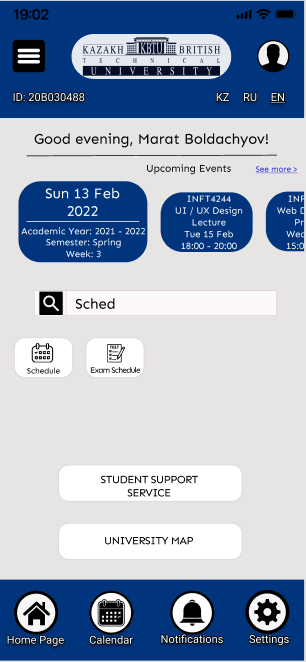 19:02
KAZAKH KBTU BRITISH
TECHNICAL
UNIVERSITY
ID: 20B030488 KZ RU EN
Good evening, Marat Boldachyov!
Upcoming Events See more >
Sun 13 Feb
2022
Academic Year: 2021 - 2022
Semester: Spring
Week: 3
INFT4244
UI / UX Design
Lecture
Tue 15 Feb
18:00 - 20:00
INF
Web D
Pr
Wed
15:0
Sched
Schedule
TEST
Exam Schedule
STUDENT SUPPORT
SERVICE
UNIVERSITY MAP
Home Page Calendar Notifications Settings